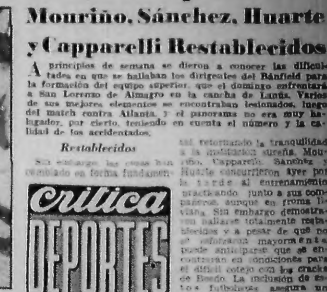 Mouriño, Sánchez, Huarte
y Capparelli Restablecidos
A principios de semana se dieron a conocer las dificul-
tades en que se hallaban los dirigentes del Bánfield para
la formación del equipo superior, que el domingo enfrentará
a San Lorenzo de Almagro en la cancha de Lanús. Varios
de sus mejores elementos se encontraban lesionados, luego
del match contra Atlanta, y el panorama no era muy ha-
lagador, por cierto, teniendo en cuenta el número y la ca-
lidad de los accidentados.
Restablecidos
Sin embargo las cosas han
cambiado en forma fundamen-
Crítica
DEPORTES
tal retornando la tranquilidad
a la institución sureña. Mou-
riño, Capparelli, Sánchez y
Huarte concurrieron ayer por
la tarde al entrenamiento
practicando junto a sus com-
pañeros, aunque en forma li-
viana. Sin embargo demostra-
ron hallarse totalmente resta-
blecidos y a pesar de que no
se esforzaron mayormente
puede anticiparse que se en-
contrarán en condiciones para
el difícil cotejo con los cracks
de Boedo. La inclusión de es-
tos futbolistas asegura un